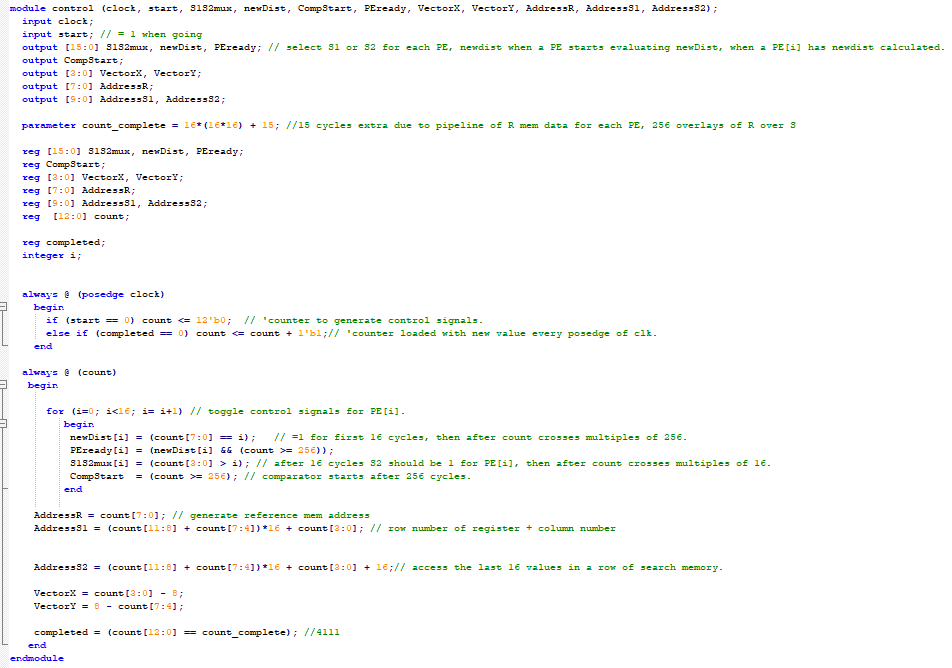 module control (clock, start, S1S2mux, newDist, CompStart, PEready, VectorX, VectorY, AddressR, AddressS1, AddressS2);
input clock;
input start; // = 1 when going
output [15:0] S1S2mux, newDist, PEready; // select S1 or S2 for each PE, newdist when a PE starts evaluating newDist, when a PE[i] has newdist calculated.
output CompStart;
output [3:0] VectorX, VectorY;
output [7:0] AddressR;
output [9:0] AddressS1, AddressS2;
parameter count_complete = 16*(16*16) + 15; //15 cycles extra due to pipeline of R mem data for each PE, 256 overlays of R over S
reg [15:0] S1S2mux, newDist, PEready;
reg CompStart;
reg [3:0] VectorX, VectorY;
reg [7:0] AddressR;
reg [9:0] AddressS1, AddressS2;
reg  [12:0] count;
reg completed;
integer i;
always @ (posedge clock)
begin
if (start == 0) count <= 12'b0;  // 'counter to generate control signals.
else if (completed == 0) count <= count + 1'b1;// 'counter loaded with new value every posedge of clk.
end
always @ (count)
begin
for (i=0; i<16; i= i+1) // toggle control signals for PE[i].
begin
newDist[i] = (count[7:0] == i);   // =1 for first 16 cycles, then after count crosses multiples of 256.
PEready[i] = (newDist[i] && (count >= 256));
S1S2mux[i] = (count[3:0] > i); // after 16 cycles S2 should be 1 for PE[i], then after count crosses multiples of 16.
CompStart  = (count >= 256); // comparator starts after 256 cycles.
end
AddressR = count[7:0]; // generate reference mem address
AddressS1 = (count[11:8] + count[7:4])*16 + count[3:0]; // row number of register + column number
AddressS2 = (count[11:8] + count[7:4])*16 + count[3:0] + 16;// access the last 16 values in a row of search memory.
VectorX = count[3:0] - 8;
VectorY = 8 - count[7:4];
completed = (count[12:0] == count_complete); //4111
end
endmodule